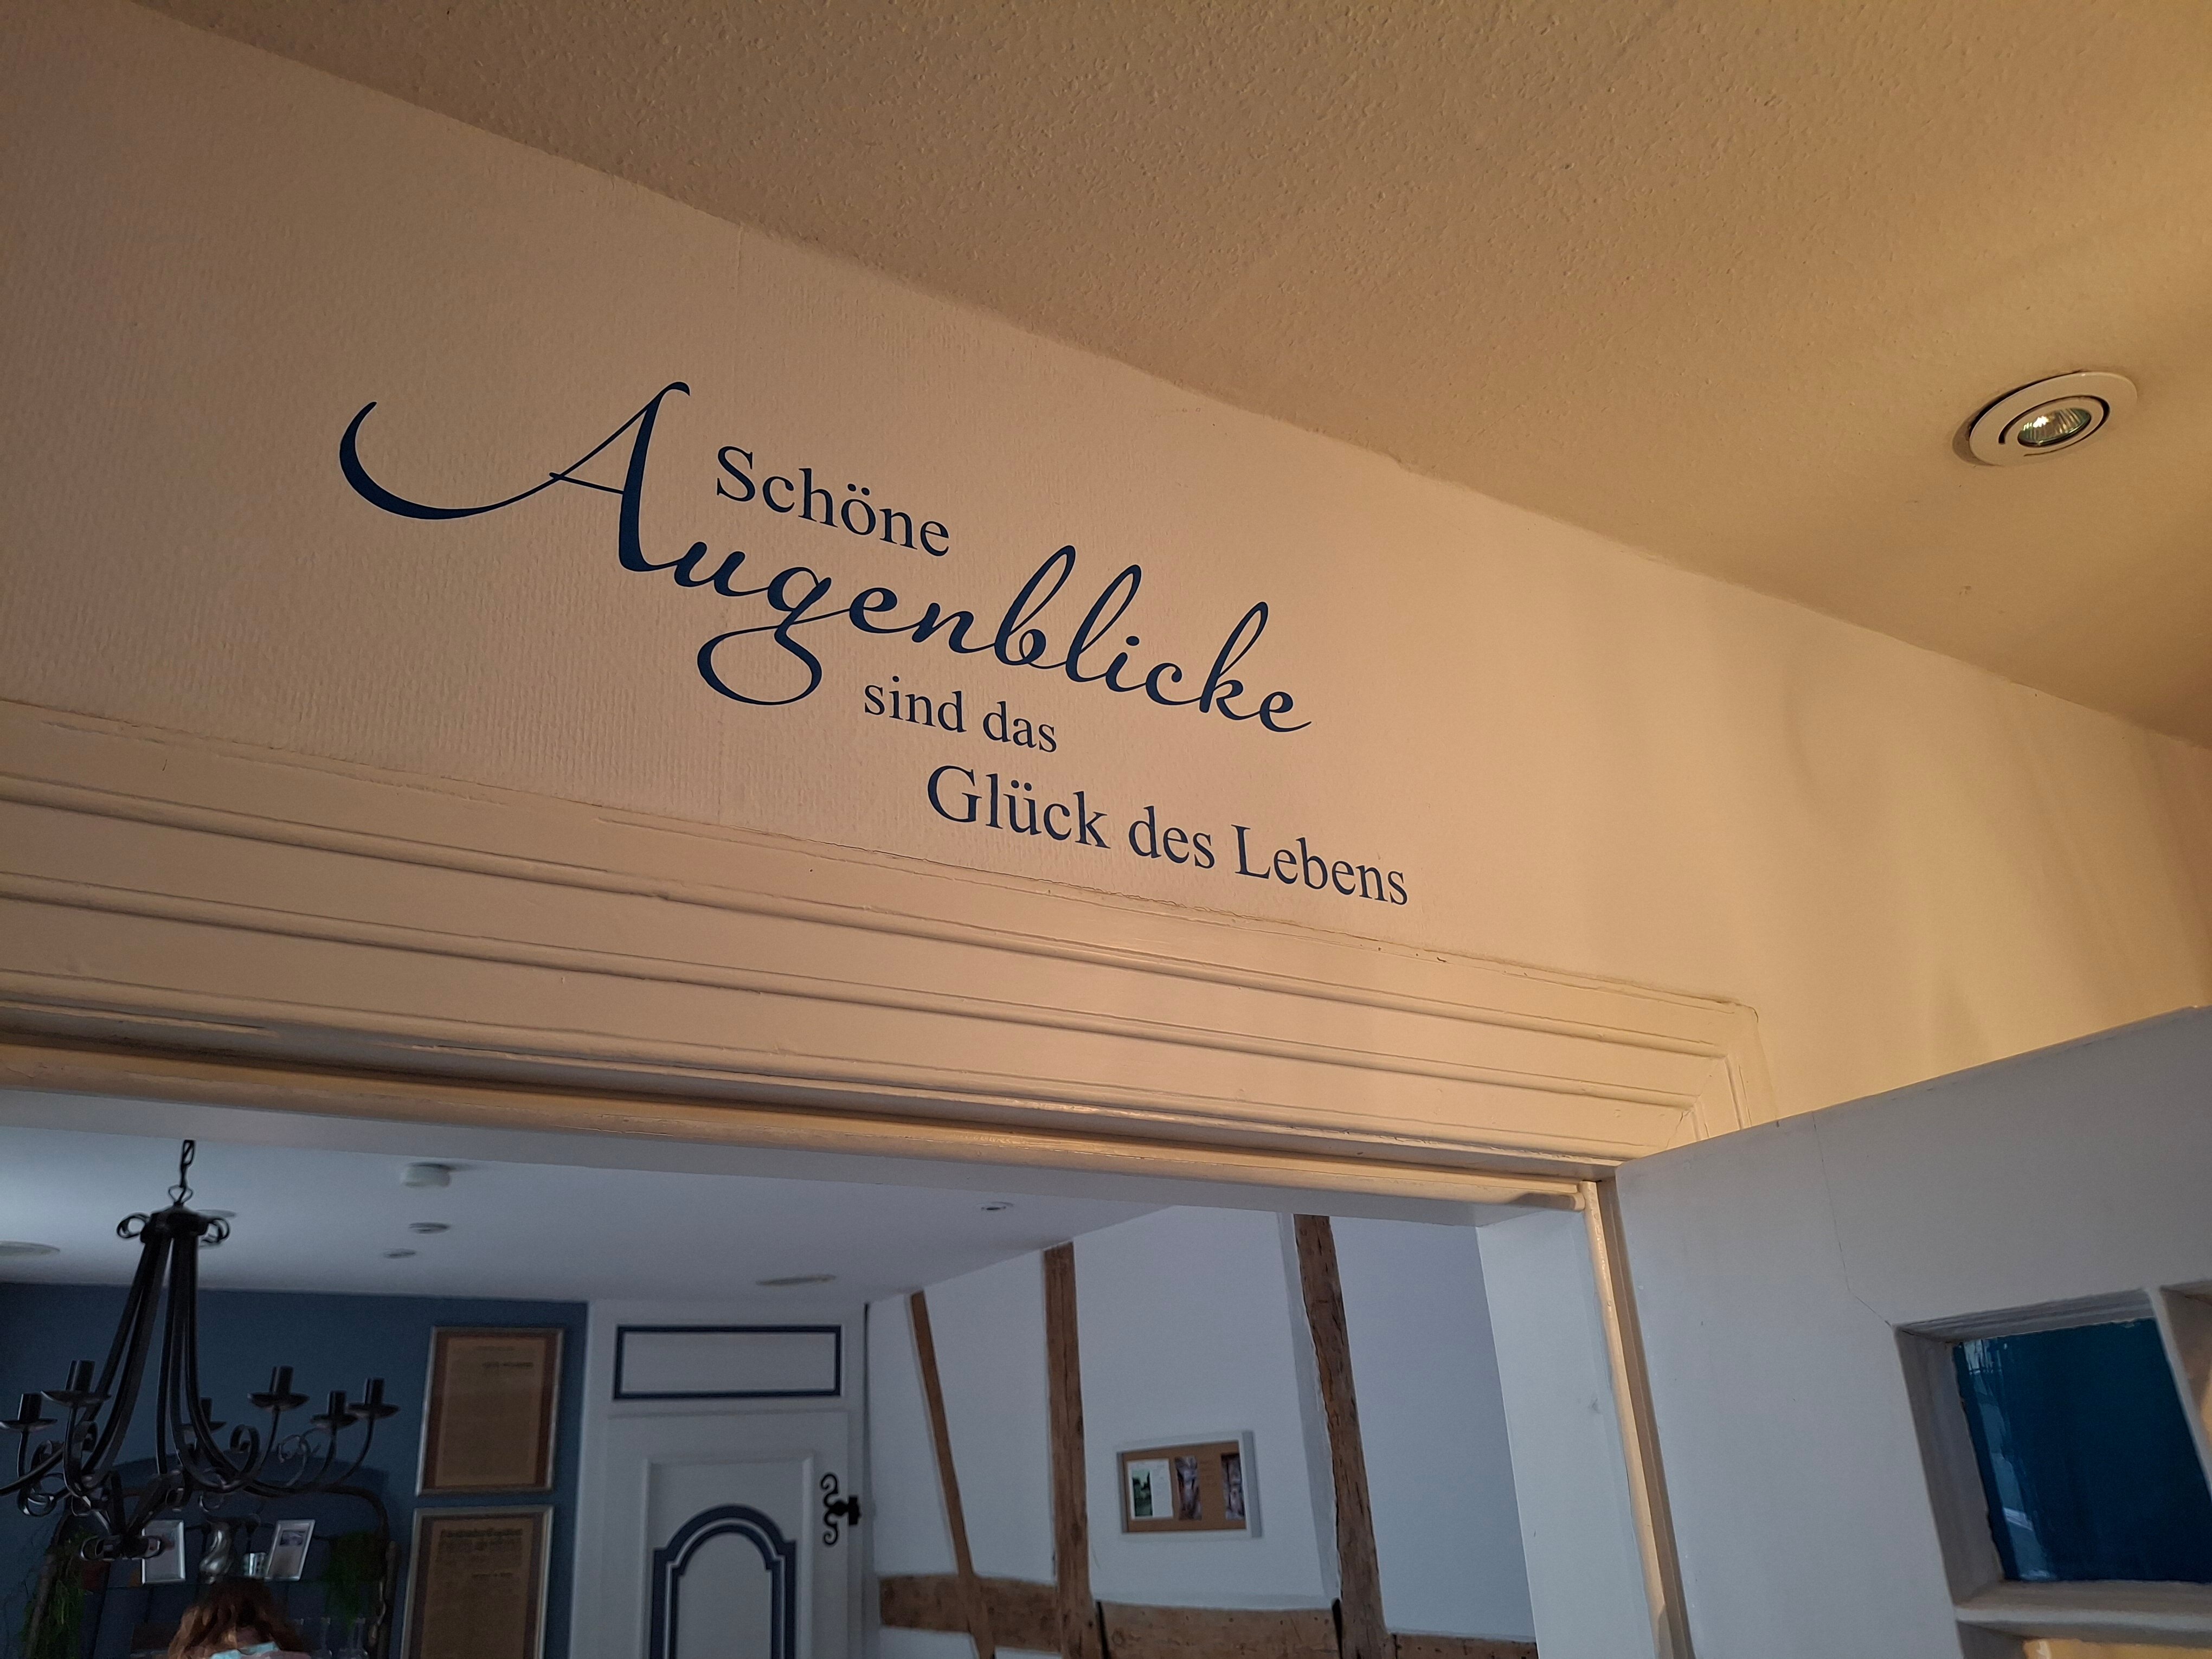 Schöne
Augenblicke
sind das
Glück des Lebens